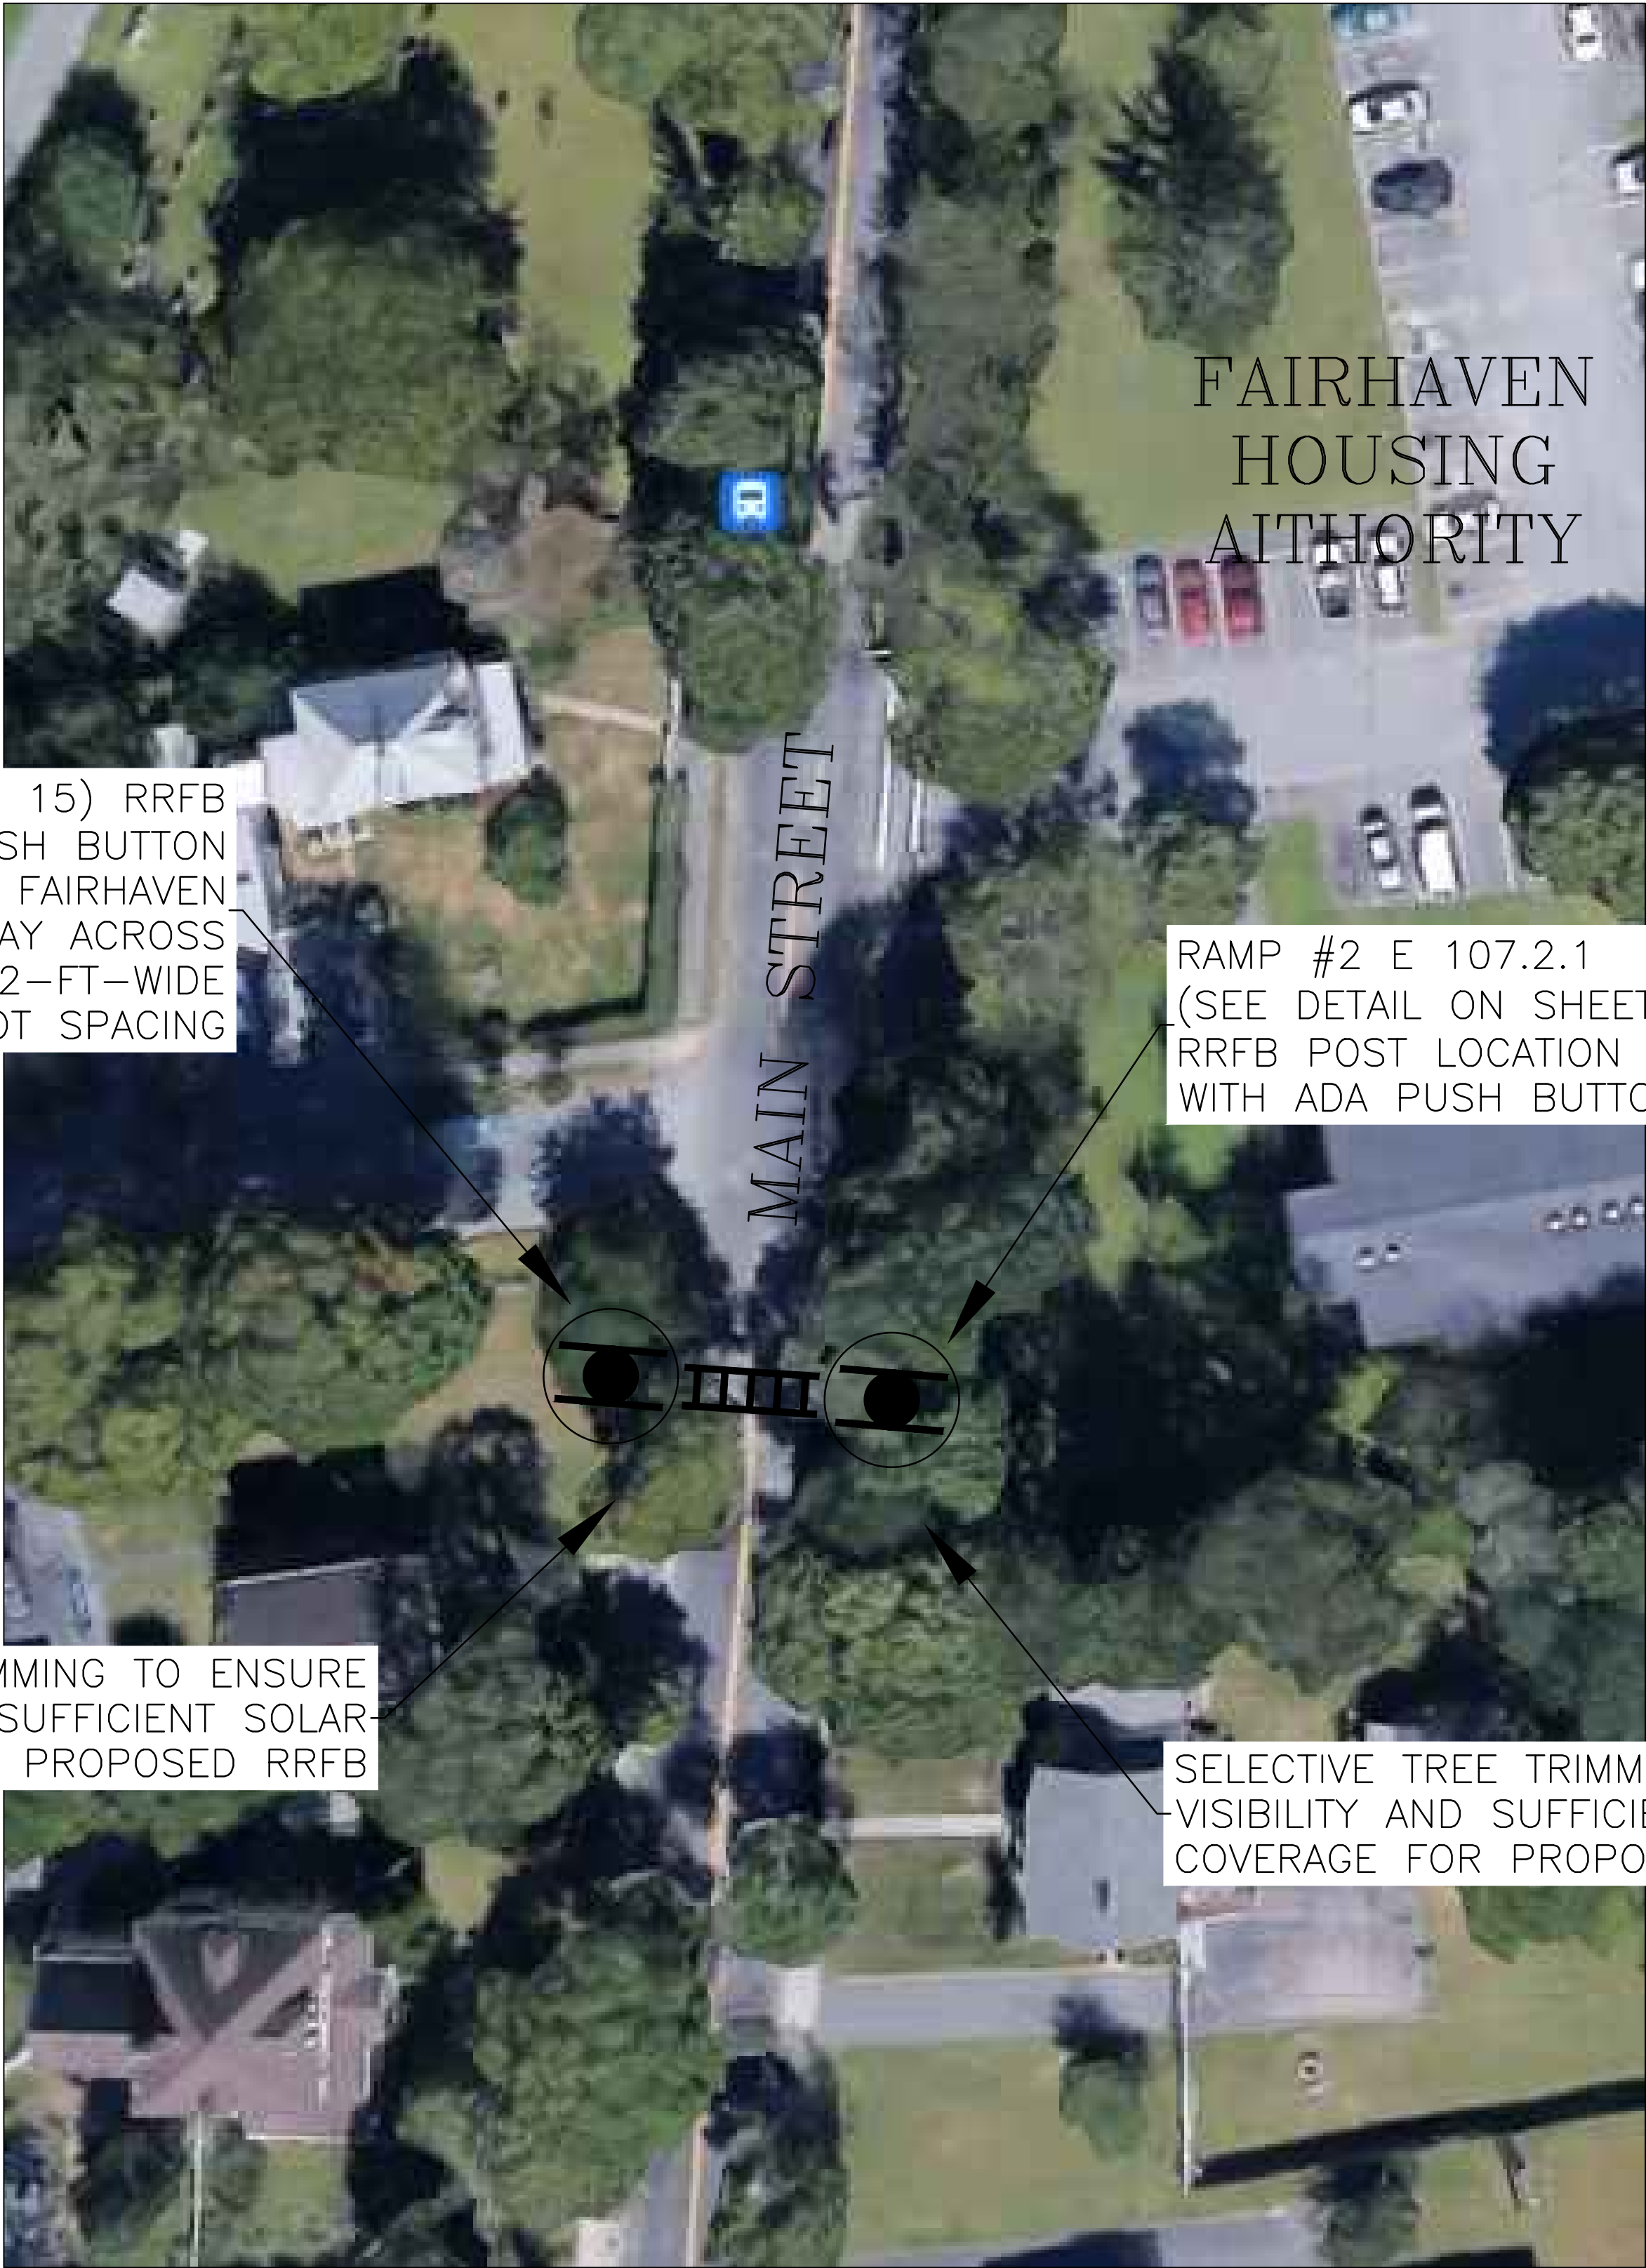 FAIRHAVEN
HOUSING
AITHORITY
MAIN STREET
15) RRFB
SH BUTTON
FAIRHAVEN
AY ACROSS
2-FT-WIDE
OT SPACING
RAMP #2 E 107.2.1
(SEE DETAIL ON SHEET
RRFB POST LOCATION
WITH ADA PUSH BUTTO
MMING TO ENSURE
SUFFICIENT SOLAR
PROPOSED RRFB
SELECTIVE TREE TRIMM
VISIBILITY AND SUFFICIE
COVERAGE FOR PROPO